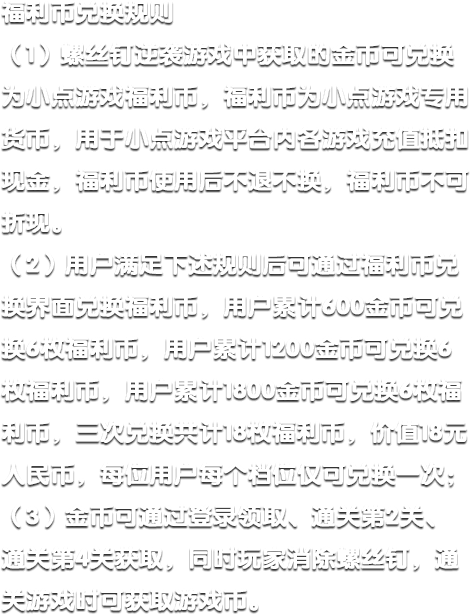 福利币兑换规则
（1）螺丝钉逆袭游戏中获取的金币可兑换
为小点游戏福利币，福利币为小点游戏专用
货币，用于小点游戏平台内各游戏充值抵扣
现金，福利币使用后不退不换，福利币不可
折现。
（2）用户满足下述规则后可通过福利币兑
换界面兑换福利币，用户累计600金币可兑
换6枚福利币，用户累计1200金币可兑换6
枚福利币，用户累计1800金币可兑换6枚福
利币，三次兑换共计18枚福利币，价值18元
人民币，每位用户每个档位仅可兑换一次；
（3）金币可通过登录领取、通关第2关、
通关第4关获取，同时玩家消除螺丝钉，通
关游戏时可获取游戏币。